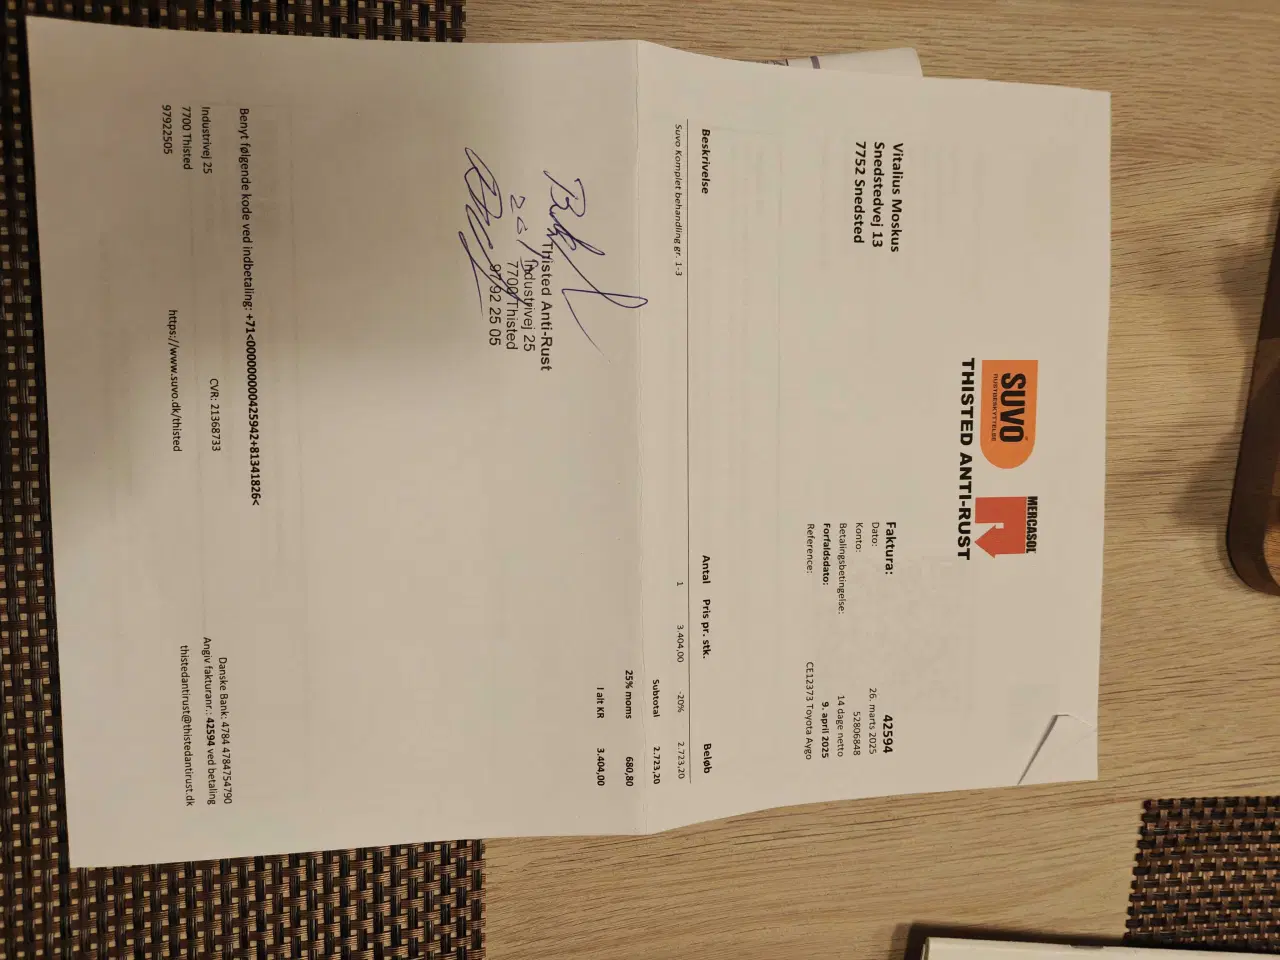 SUVO
RUSTBESKYTTELSE
MERCASOL
THISTED ANTI-RUST
Vitalius Moskus
Snedstedvej 13
7752 Snedsted
Faktura: 42594
Dato: 26. marts 2025
Konto: 52806848
Betalingsbetingelse: 14 dage netto
Forfaldsdato: 9. april 2025
Reference: CE12373 Toyota Aygo
Beskrivelse Antal Pris pr. stk. Beløb
Suvo Komplet behandling gr. 1-3 1 3.404,00 -20% 2.723,20
Subtotal 2.723,20
25% moms 680,80
I alt KR 3.404,00
Thisted Anti-Rust
Industrivej 25
7700 Thisted
97 92 25 05
Benyt følgende kode ved indbetaling: +71<000000000425942+81341826<
Industrivej 25
7700 Thisted
97922505
CVR: 21368733
https://www.suvo.dk/thisted
Danske Bank: 4784 4784754790
Angiv fakturanr.: 42594 ved betaling
thistedantirust@thistedantirust.dk